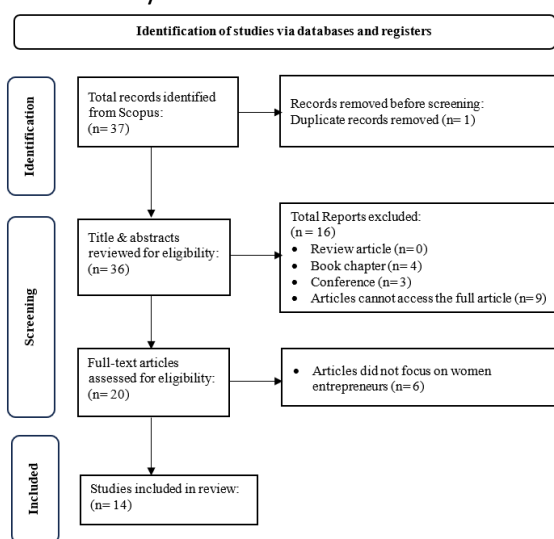 Identification of studies via databases and registers
Identification
Total records identified
from Scopus:
(n= 37)
Records removed before screening:
Duplicate records removed (n= 1)
Screening
Title & abstracts
reviewed for eligibility:
(n= 36)
Total Reports excluded:
(n = 16)
• Review article (n=0)
• Book chapter (n= 4)
• Conference (n=3)
• Articles cannot access the full article (n=9)
Full-text articles
assessed for eligibility:
(n= 20)
• Articles did not focus on women
entrepreneurs (n=6)
Included
Studies included in review:
(n= 14)